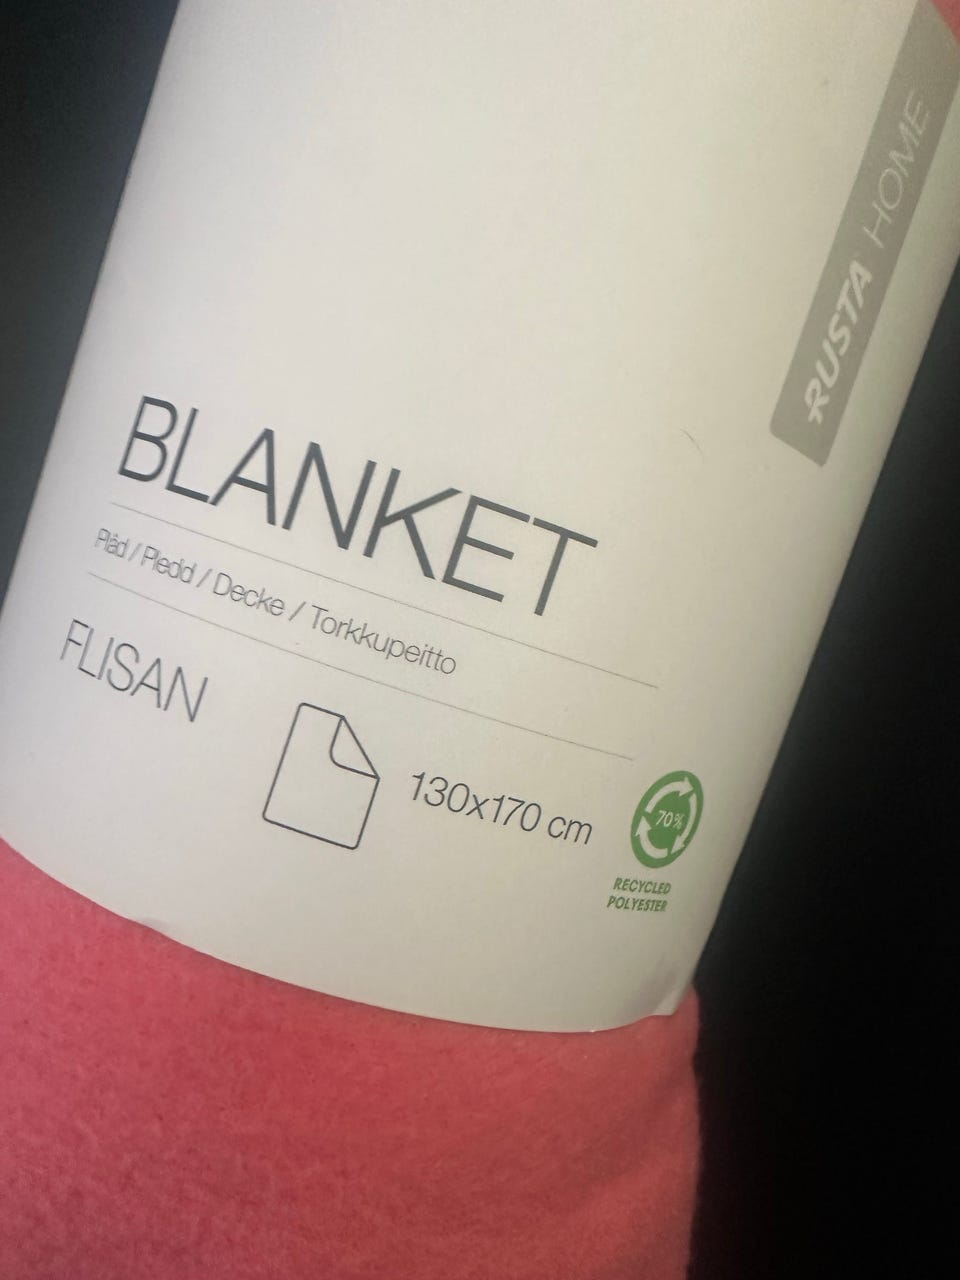 RUSTA HOME
BLANKET
Pläd / Pledd / Decke / Torkkupeitto
FLISAN
130x170 cm
70%
RECYCLED
POLYESTER